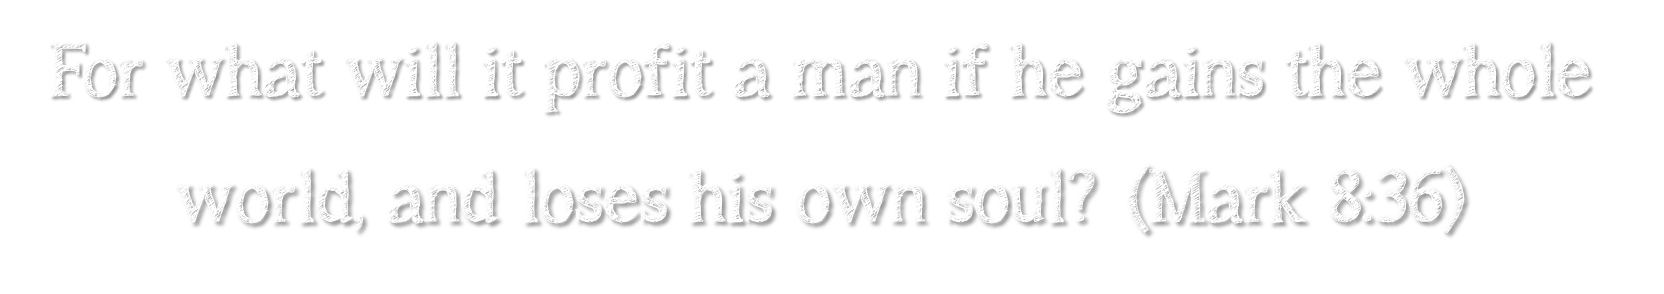 For what will it profit a man if he gains the whole
world, and loses his own soul? (Mark 8:36)